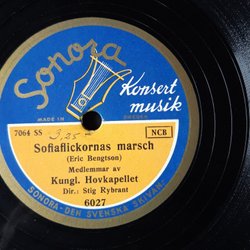 Sonora
Konsert
musik
MADE IN SWEDEN
7064 SS 3,25 NCB
Sofiaflickornas marsch
(Eric Bengtson)
Medlemmar av
Kungl. Hovkapellet
Dir.: Stig Rybrant
6027
SONORA-DEN SVENSKA SKIVAN